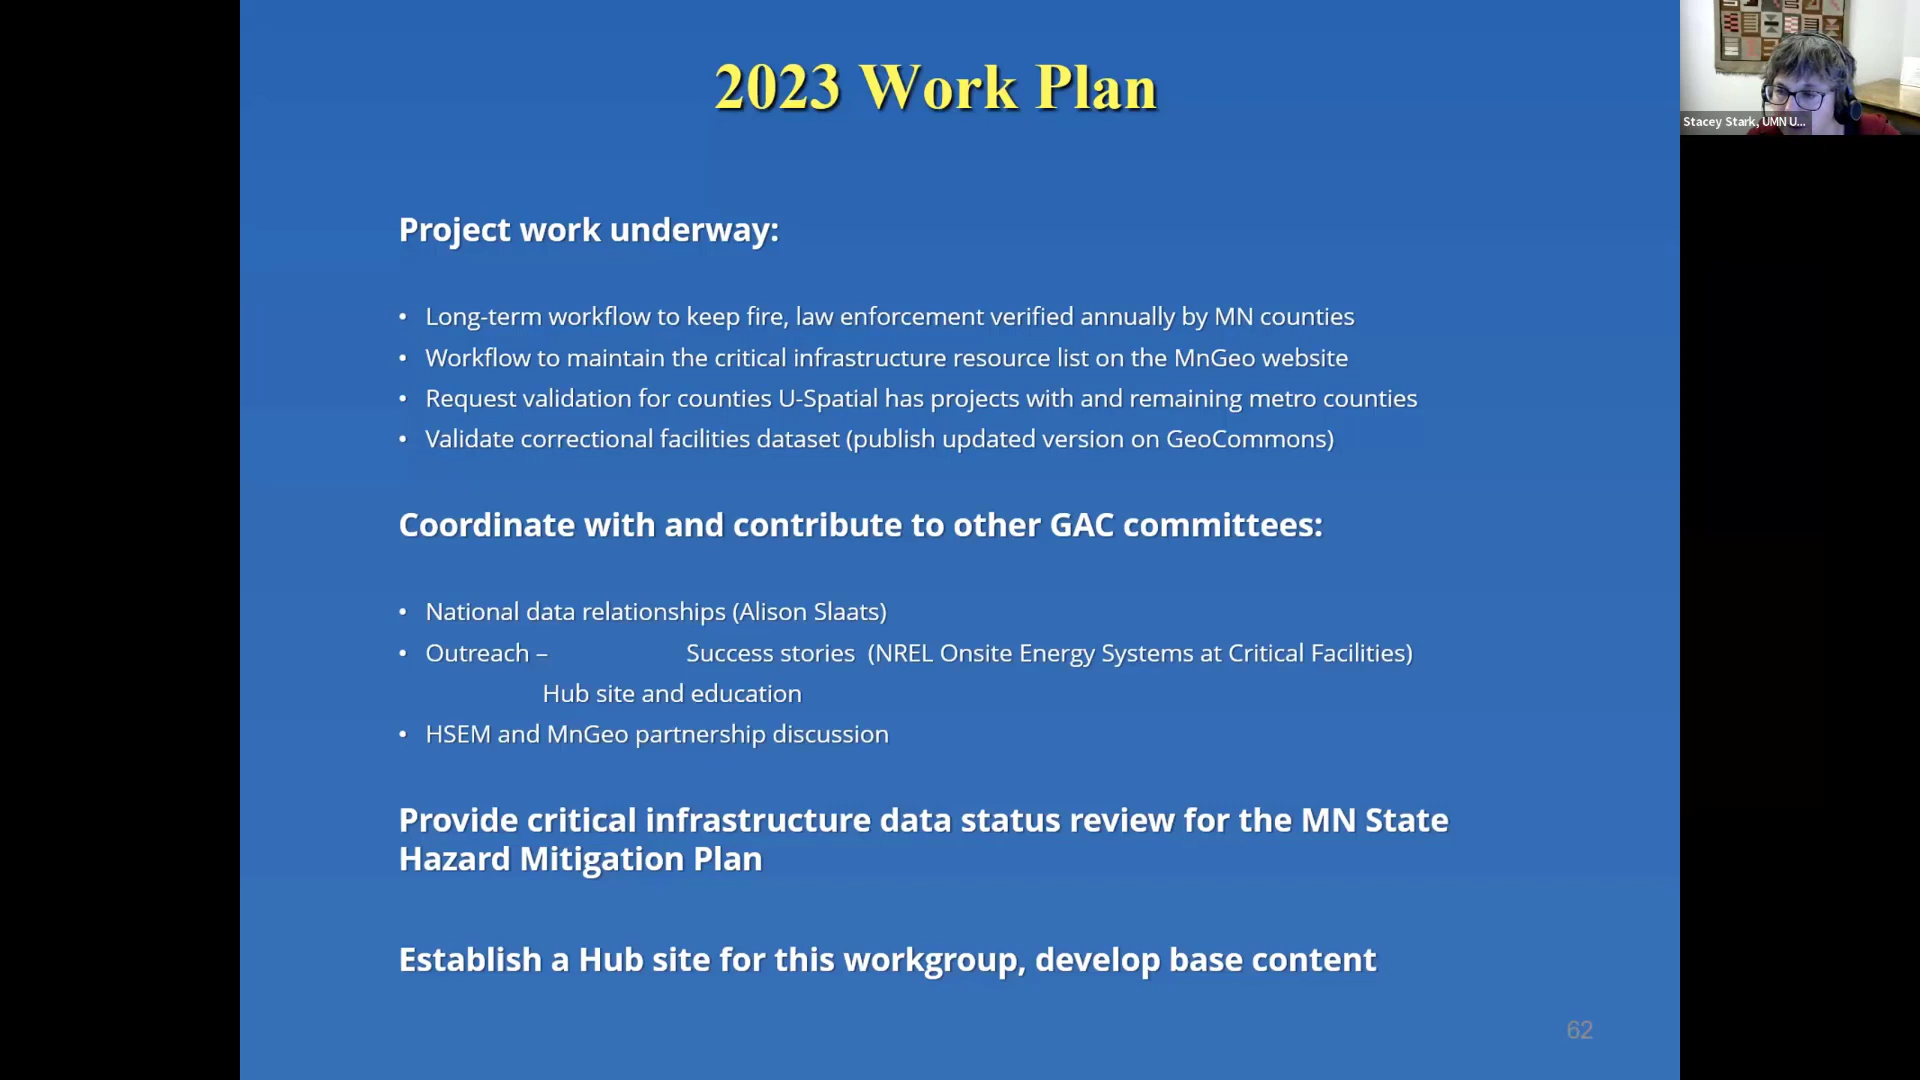 2023 Work Plan
Stacey Stark, UMN U...
Project work underway:
• Long-term workflow to keep fire, law enforcement verified annually by MN counties
• Workflow to maintain the critical infrastructure resource list on the MnGeo website
• Request validation for counties U-Spatial has projects with and remaining metro counties
• Validate correctional facilities dataset (publish updated version on GeoCommons)
Coordinate with and contribute to other GAC committees:
• National data relationships (Alison Slaats)
• Outreach – Success stories (NREL Onsite Energy Systems at Critical Facilities)
Hub site and education
• HSEM and MnGeo partnership discussion
Provide critical infrastructure data status review for the MN State
Hazard Mitigation Plan
Establish a Hub site for this workgroup, develop base content
62